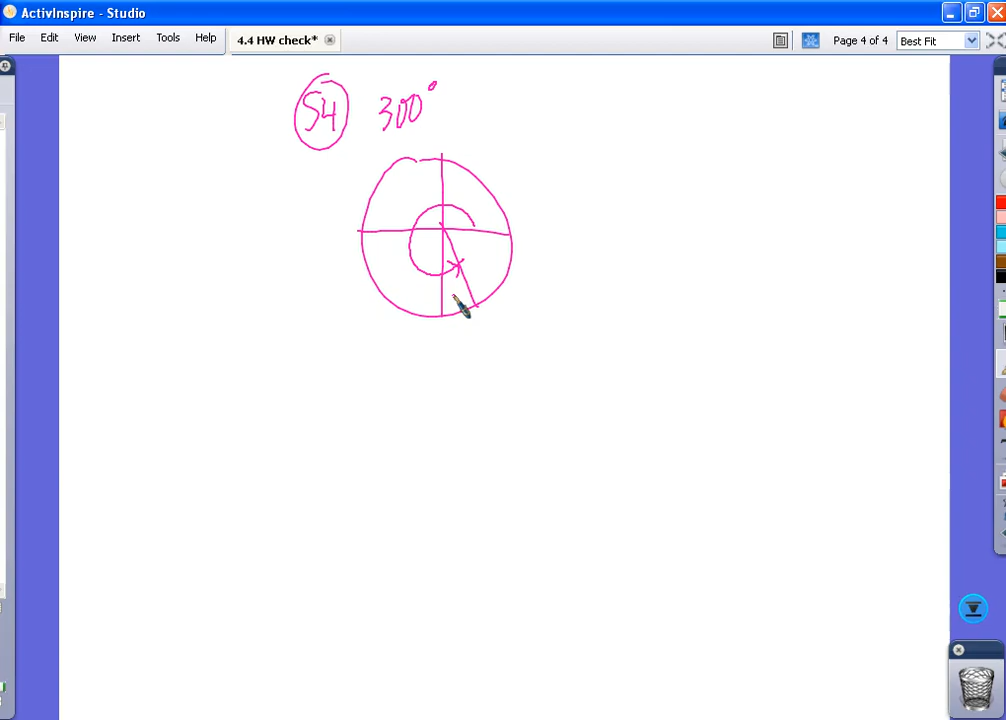 ActivInspire - Studio
File Edit View Insert Tools Help 4.4 HW check* Page 4 of 4 Best Fit
54 300°